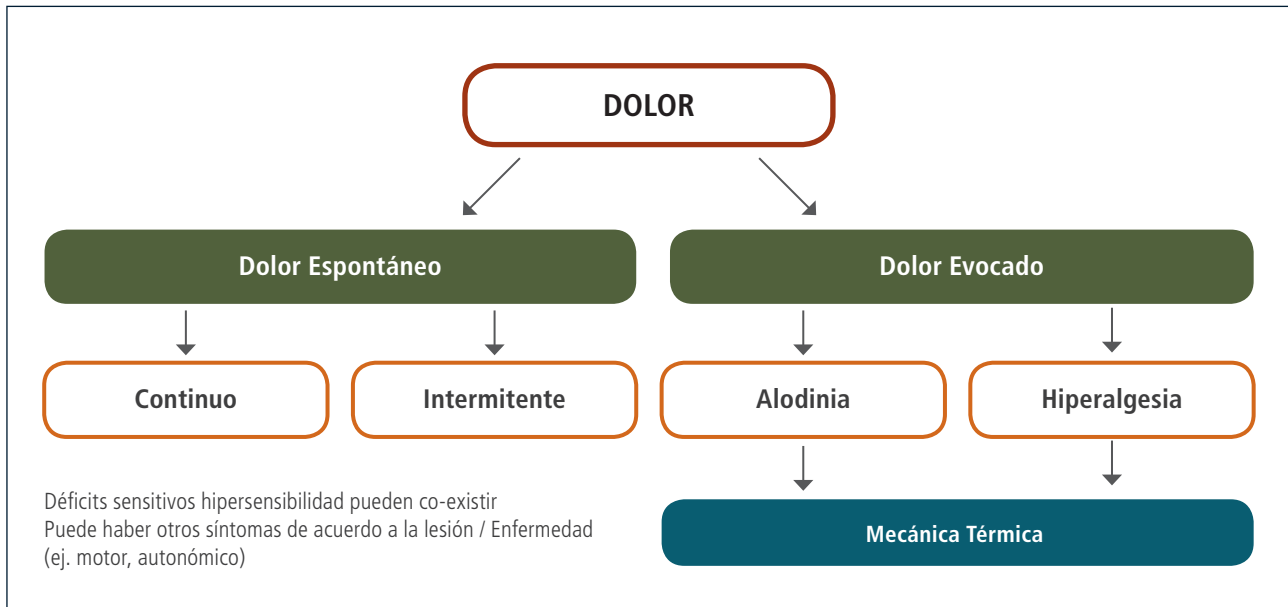 DOLOR
Dolor Espontáneo
Dolor Evocado
Continuo
Intermitente
Alodinia
Hiperalgesia
Déficits sensitivos hipersensibilidad pueden co-existir
Puede haber otros síntomas de acuerdo a la lesión / Enfermedad
(ej. motor, autonómico)
Mecánica Térmica